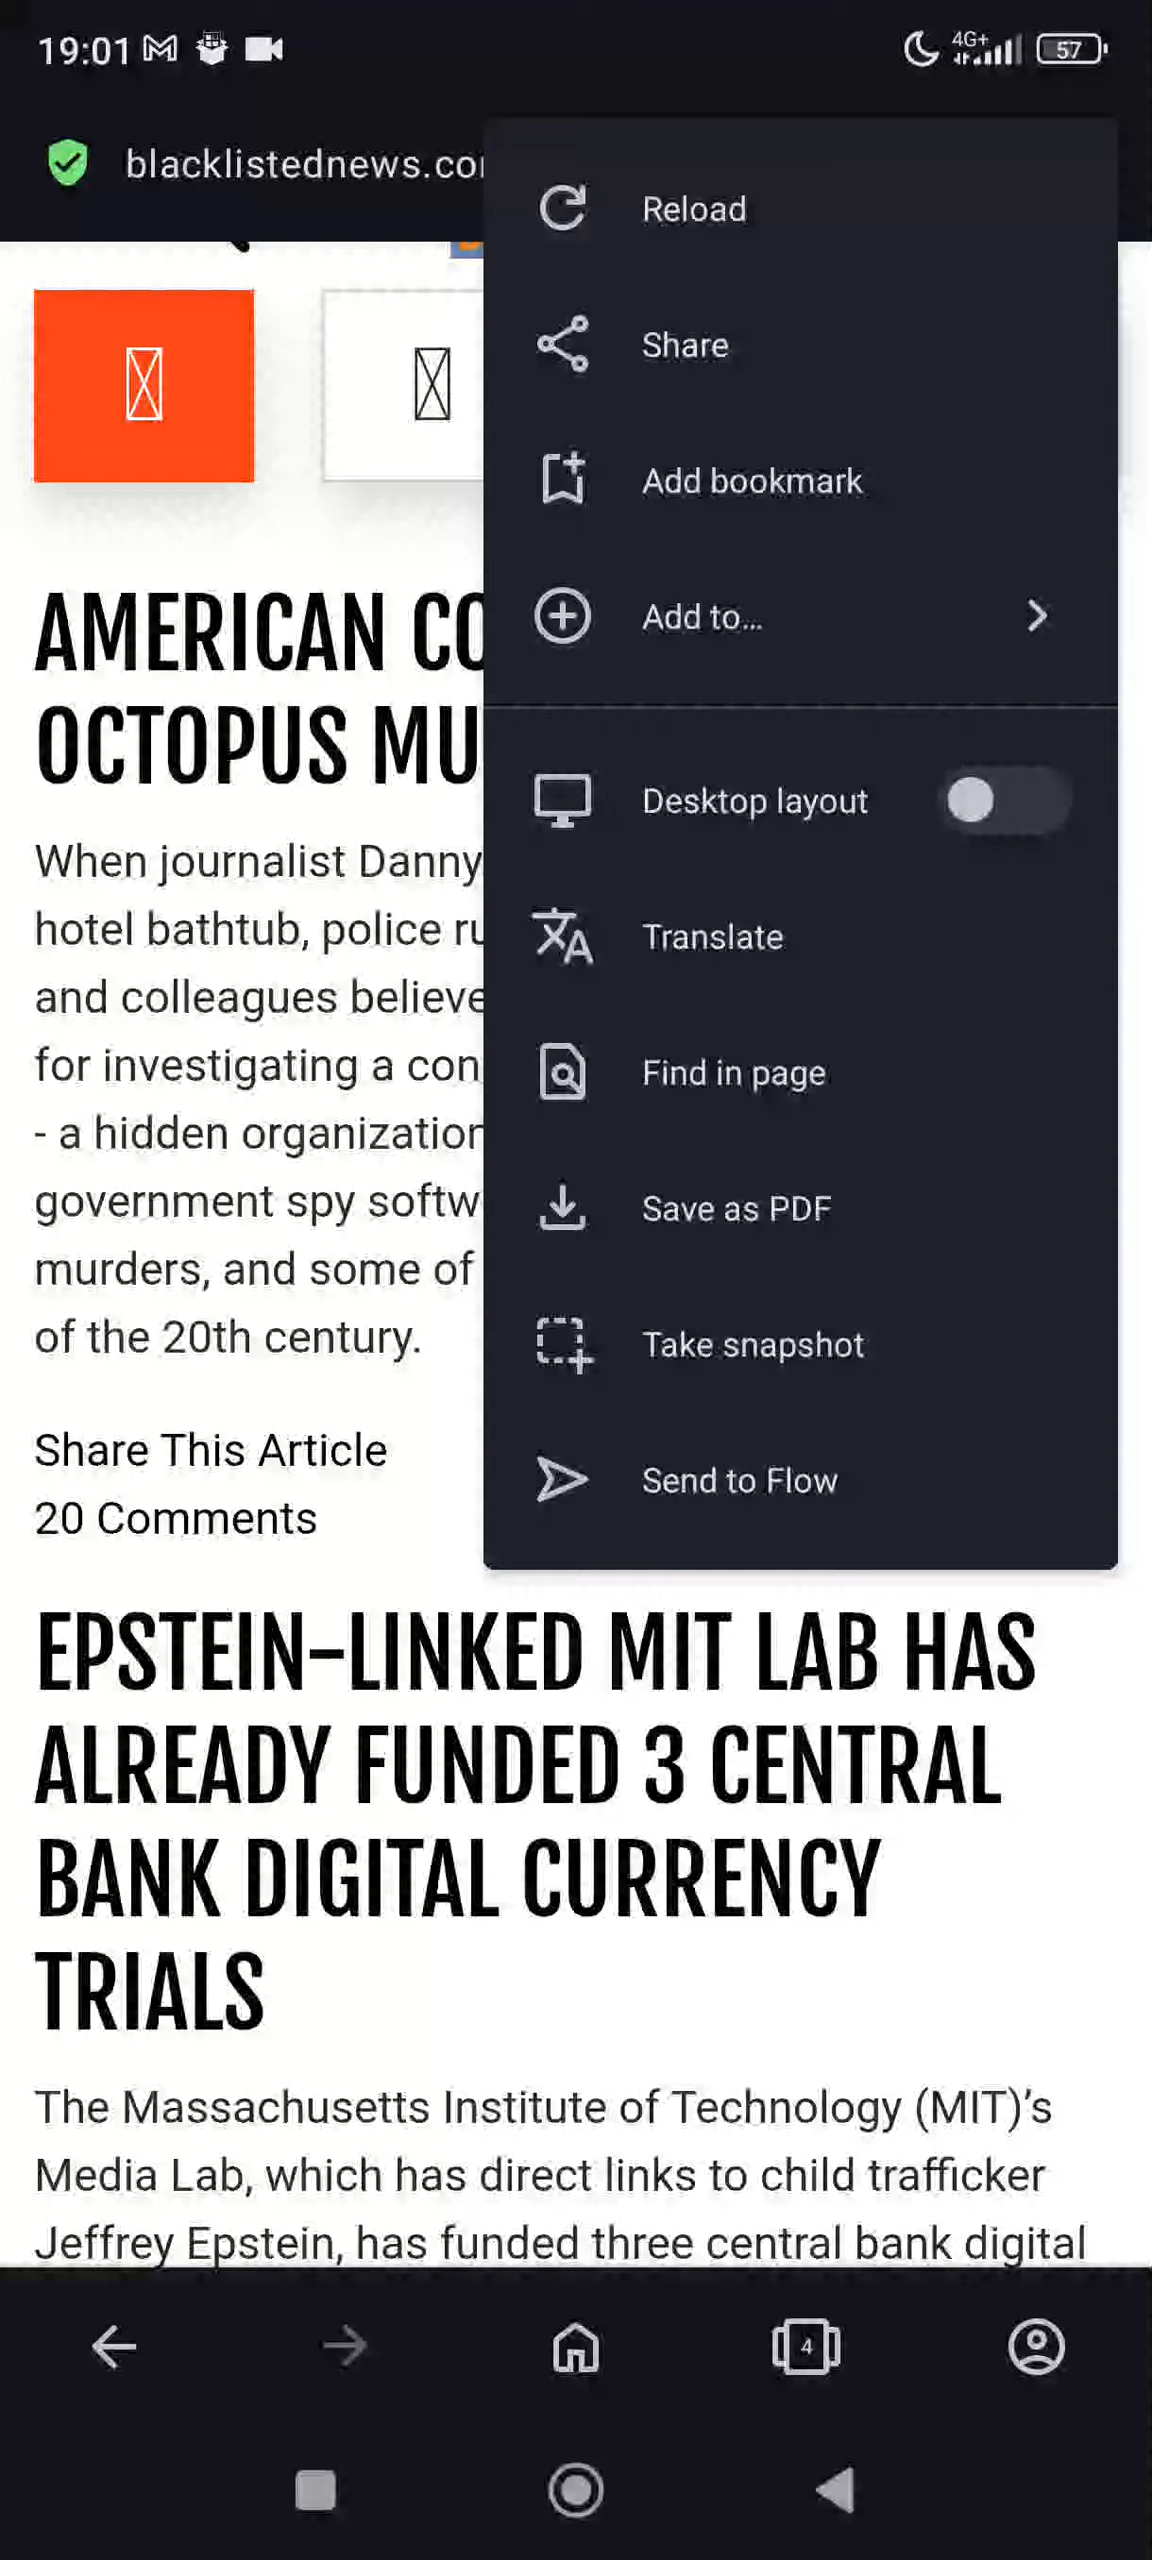 19:01
4G+
57
blacklistednews.co
Reload
Share
Add bookmark
Add to...
Desktop layout
Translate
Find in page
Save as PDF
Take snapshot
Send to Flow
AMERICAN CO
OCTOPUS MU
When journalist Danny
hotel bathtub, police ru
and colleagues believe
for investigating a con
- a hidden organization
government spy softw
murders, and some of
of the 20th century.
Share This Article
20 Comments
EPSTEIN-LINKED MIT LAB HAS
ALREADY FUNDED 3 CENTRAL
BANK DIGITAL CURRENCY
TRIALS
The Massachusetts Institute of Technology (MIT)’s
Media Lab, which has direct links to child trafficker
Jeffrey Epstein, has funded three central bank digital
4